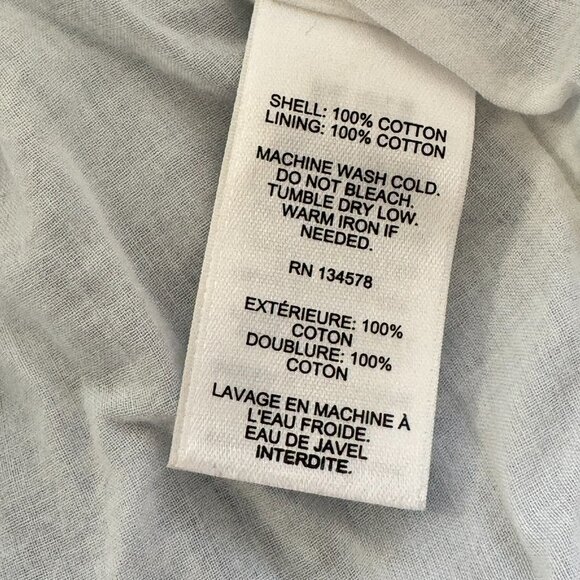 SHELL: 100% COTTON
LINING: 100% COTTON
MACHINE WASH COLD.
DO NOT BLEACH.
TUMBLE DRY LOW.
WARM IRON IF
NEEDED.
RN 134578
EXTÉRIEURE: 100%
COTON
DOUBLURE: 100%
COTON
LAVAGE EN MACHINE À
L'EAU FROIDE.
EAU DE JAVEL
INTERDITE.